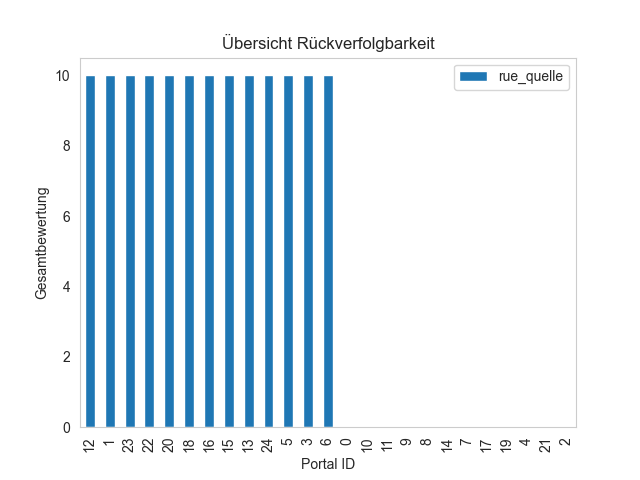 Übersicht Rückverfolgbarkeit
rue_quelle
10
8
6
4
2
0
Gesamtbewertung
12 1 23 22 20 18 16 15 13 24 5 3 6 0 10 11 9 8 14 7 17 19 4 21 2
Portal ID